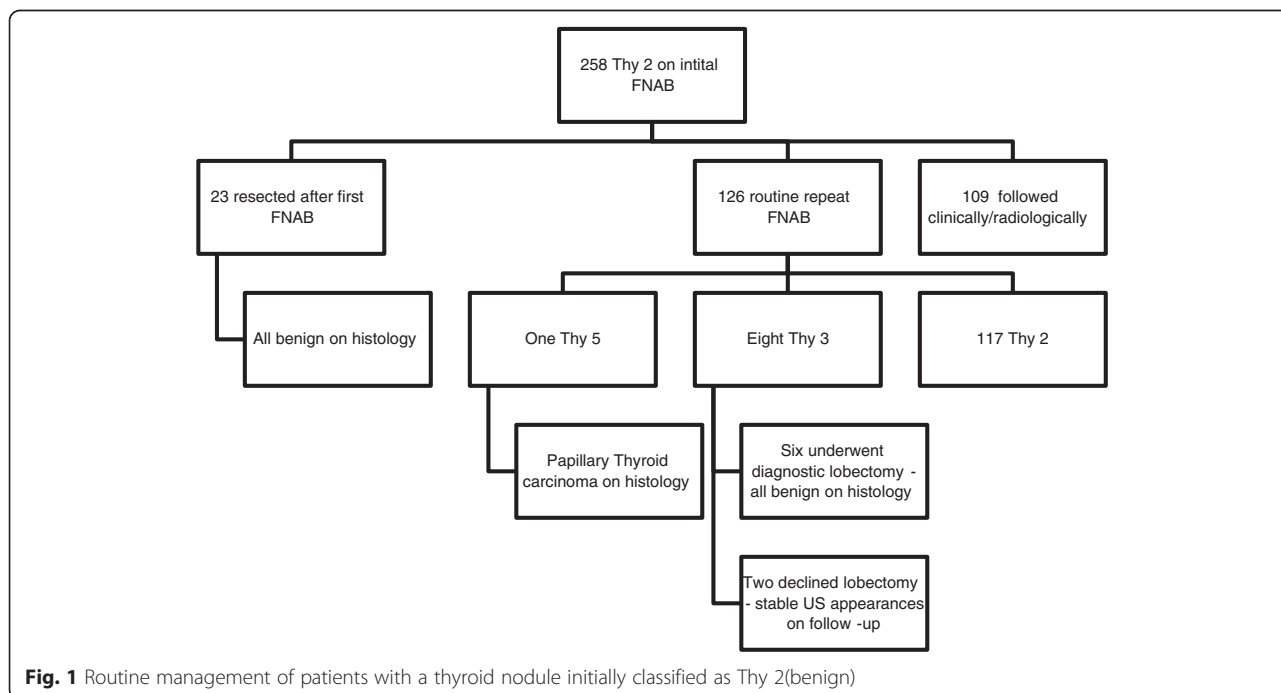 258 Thy 2 on intital
FNAB
23 resected after first
FNAB
126 routine repeat
FNAB
109 followed
clinically/radiologically
All benign on histology
One Thy 5
Eight Thy 3
117 Thy 2
Papillary Thyroid
carcinoma on histology
Six underwent
diagnostic lobectomy -
all benign on histology
Two declined lobectomy
- stable US appearances
on follow -up
Fig. 1 Routine management of patients with a thyroid nodule initially classified as Thy 2(benign)